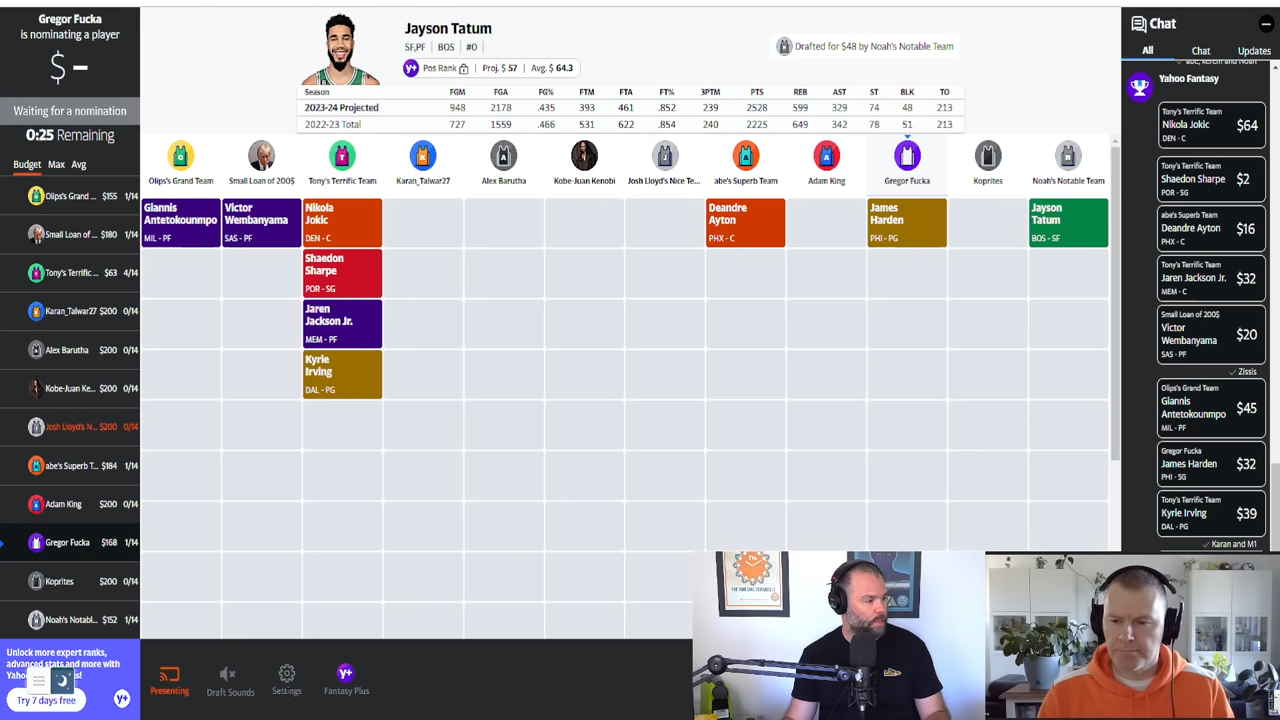 Gregor Fucka
is nominating a player
$ –
Waiting for a nomination
0:25 Remaining
Budget Max Avg
Olips's Grand ... $155 1/14
Small Loan of ... $180 1/14
Tony's Terrific ... $63 4/14
Karan_Talwar27 $200 0/14
Alex Barutha $200 0/14
Kobe-Juan Ke... $200 0/14
Josh Lloyd's N... $200 0/14
abe's Superb T... $184 1/14
Adam King $200 0/14
Gregor Fucka $168 1/14
Koprites $200 0/14
Noah's Notabl... $152 1/14
Unlock more expert ranks,
advanced stats and more with
Try 7 days free
y+
Jayson Tatum
SF,PF BOS #0
y+ Pos Rank Proj. $ 57 Avg. $ 64.3
Drafted for $48 by Noah's Notable Team
Season FGM FGA FG% FTM FTA FT% 3PTM PTS REB AST ST BLK TO
2023-24 Projected 948 2178 .435 393 461 .852 239 2528 599 329 74 48 213
2022-23 Total 727 1559 .466 531 622 .854 240 2225 649 342 78 51 213
Olips's Grand Team Small Loan of 200$ Tony's Terrific Team Karan_Talwar27 Alex Barutha Kobe-Juan Kenobi Josh Lloyd's Nice Te... abe's Superb Team Adam King Gregor Fucka Koprites Noah's Notable Team
Giannis
Antetokounmpo
MIL - PF
Victor
Wembanyama
SAS - PF
Nikola
Jokic
DEN - C
Deandre
Ayton
PHX - C
James
Harden
PHI - PG
Jayson
Tatum
BOS - SF
Shaedon
Sharpe
POR - SG
Jaren
Jackson Jr.
MEM - PF
Kyrie
Irving
DAL - PG
Presenting
Draft Sounds
Settings
y+
Fantasy Plus
Chat
All Chat Updates
Yahoo Fantasy
Tony's Terrific Team
Nikola Jokic $64
DEN - C
Tony's Terrific Team
Shaedon Sharpe $2
POR - SG
abe's Superb Team
Deandre Ayton $16
PHX - C
Tony's Terrific Team
Jaren Jackson Jr. $32
MEM - C
Small Loan of 200$
Victor
Wembanyama $20
SAS - PF
Zissis
Olips's Grand Team
Giannis
Antetokounmpo $45
MIL - PF
Gregor Fucka
James Harden $32
PHI - SG
Tony's Terrific Team
Kyrie Irving $39
DAL - PG
Karan and M1